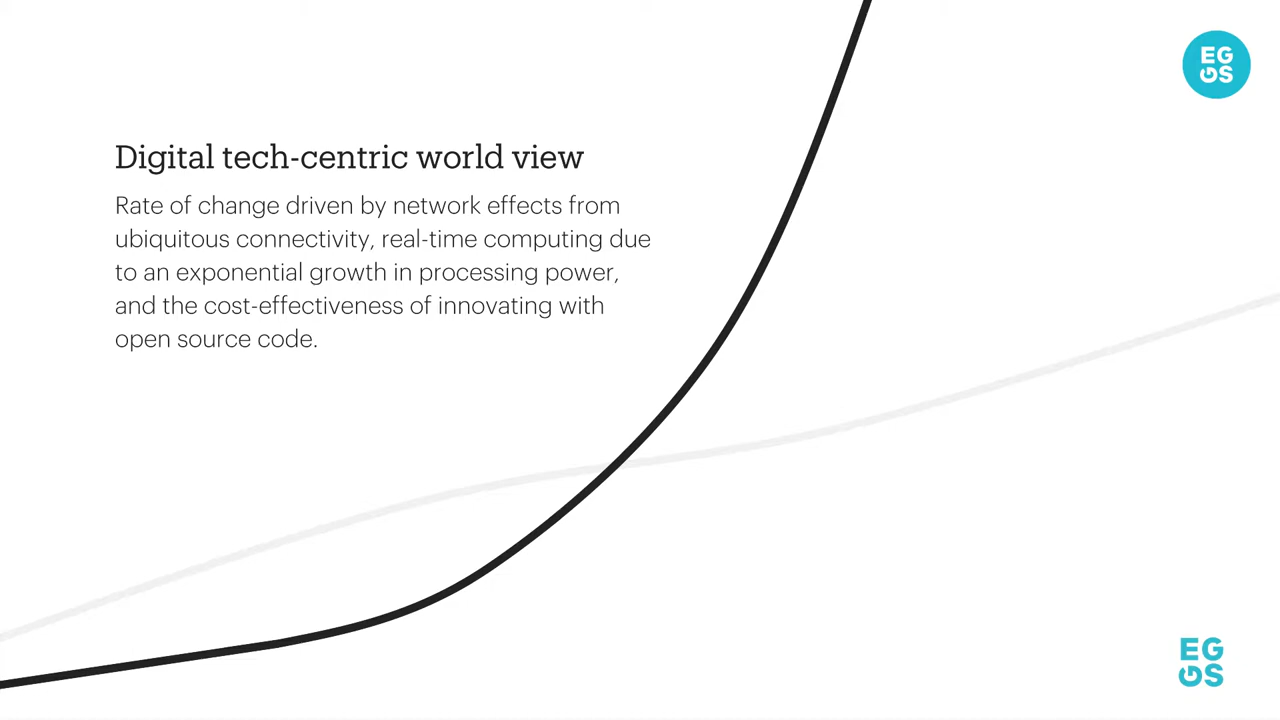 EG
GS
Digital tech-centric world view
Rate of change driven by network effects from
ubiquitous connectivity, real-time computing due
to an exponential growth in processing power,
and the cost-effectiveness of innovating with
open source code.
EG
GS